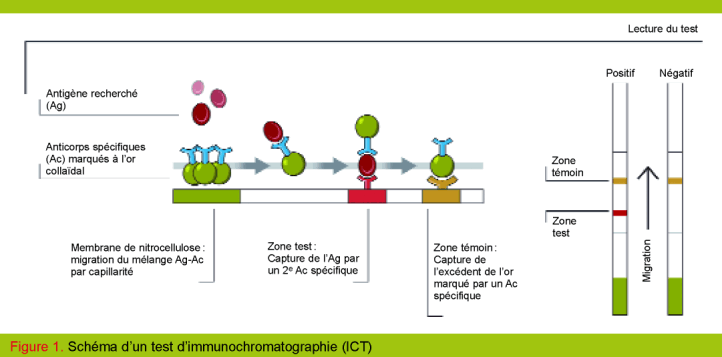 Lecture du test
Positif
Négatif
Antigène recherché
(Ag)
Anticorps spécifiques
(Ac) marqués à l'or
collaïdal
Zone
témoin
Zone
test
Migration
Membrane de nitrocellulose :
migration du mélange Ag-Ac
par capillarité
Zone test :
Capture de l'Ag par
un 2e Ac spécifique
Zone témoin :
Capture de
l'excédent de l'or
marqué par un Ac
spécifique
Figure 1. Schéma d'un test d'immunochromatographie (ICT)